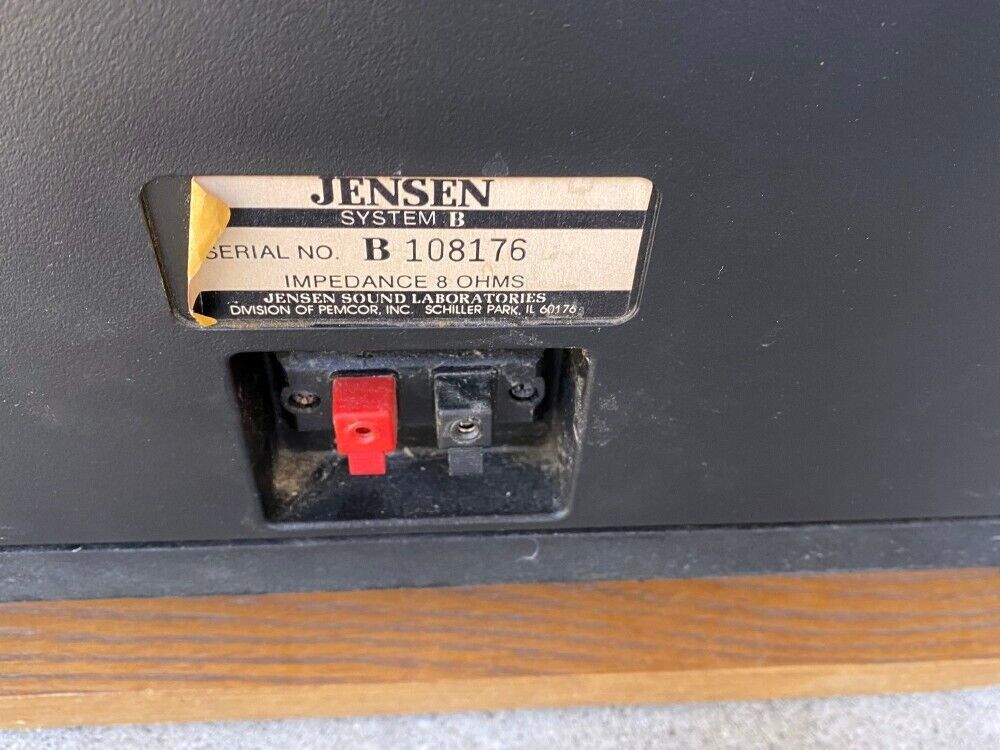 JENSEN
SYSTEM B
SERIAL NO. B 108176
IMPEDANCE 8 OHMS
JENSEN SOUND LABORATORIES
DIVISION OF PEMCOR, INC. SCHILLER PARK, IL 60176